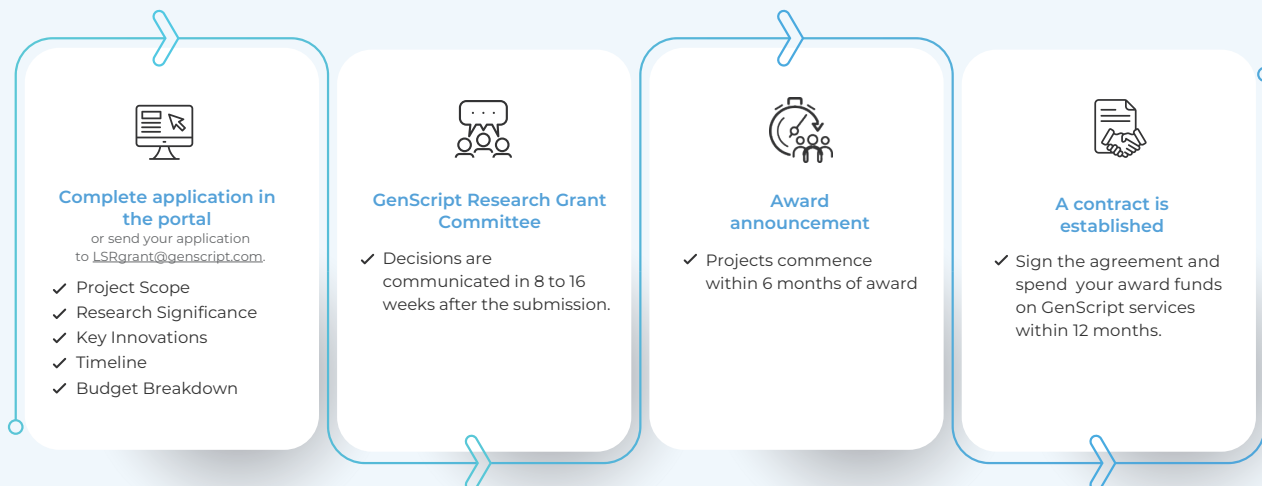 Complete application in
the portal
or send your application
to LSRgrant@genscript.com.
Project Scope
Research Significance
Key Innovations
Timeline
Budget Breakdown
GenScript Research Grant
Committee
Decisions are
communicated in 8 to 16
weeks after the submission.
Award
announcement
Projects commence
within 6 months of award
A contract is
established
Sign the agreement and
spend  your award funds
on GenScript services
within 12 months.